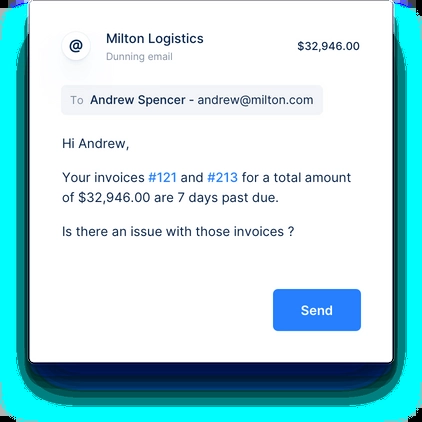 @ Milton Logistics $32,946.00
Dunning email
To Andrew Spencer - andrew@milton.com
Hi Andrew,
Your invoices #121 and #213 for a total amount
of $32,946.00 are 7 days past due.
Is there an issue with those invoices ?
Send